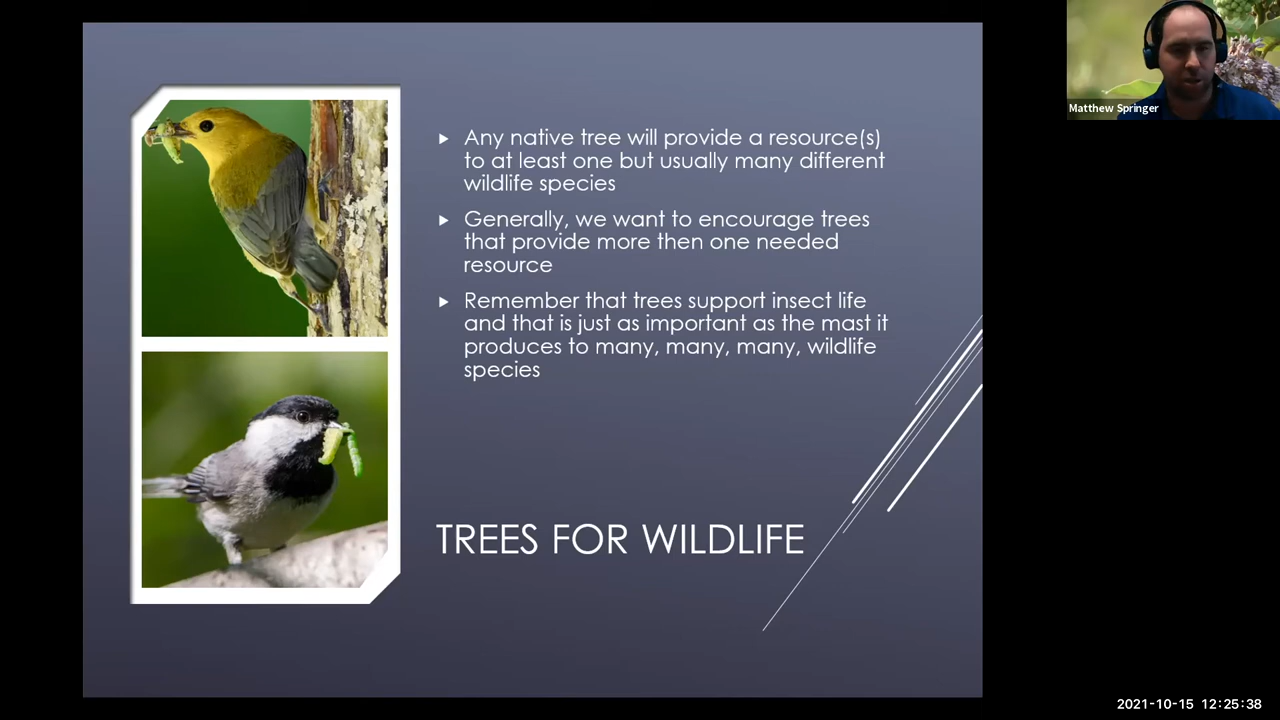 Any native tree will provide a resource(s)
to at least one but usually many different
wildlife species
Generally, we want to encourage trees
that provide more then one needed
resource
Remember that trees support insect life
and that is just as important as the mast it
produces to many, many, many, wildlife
species
TREES FOR WILDLIFE
Matthew Springer
2021-10-15 12:25:38